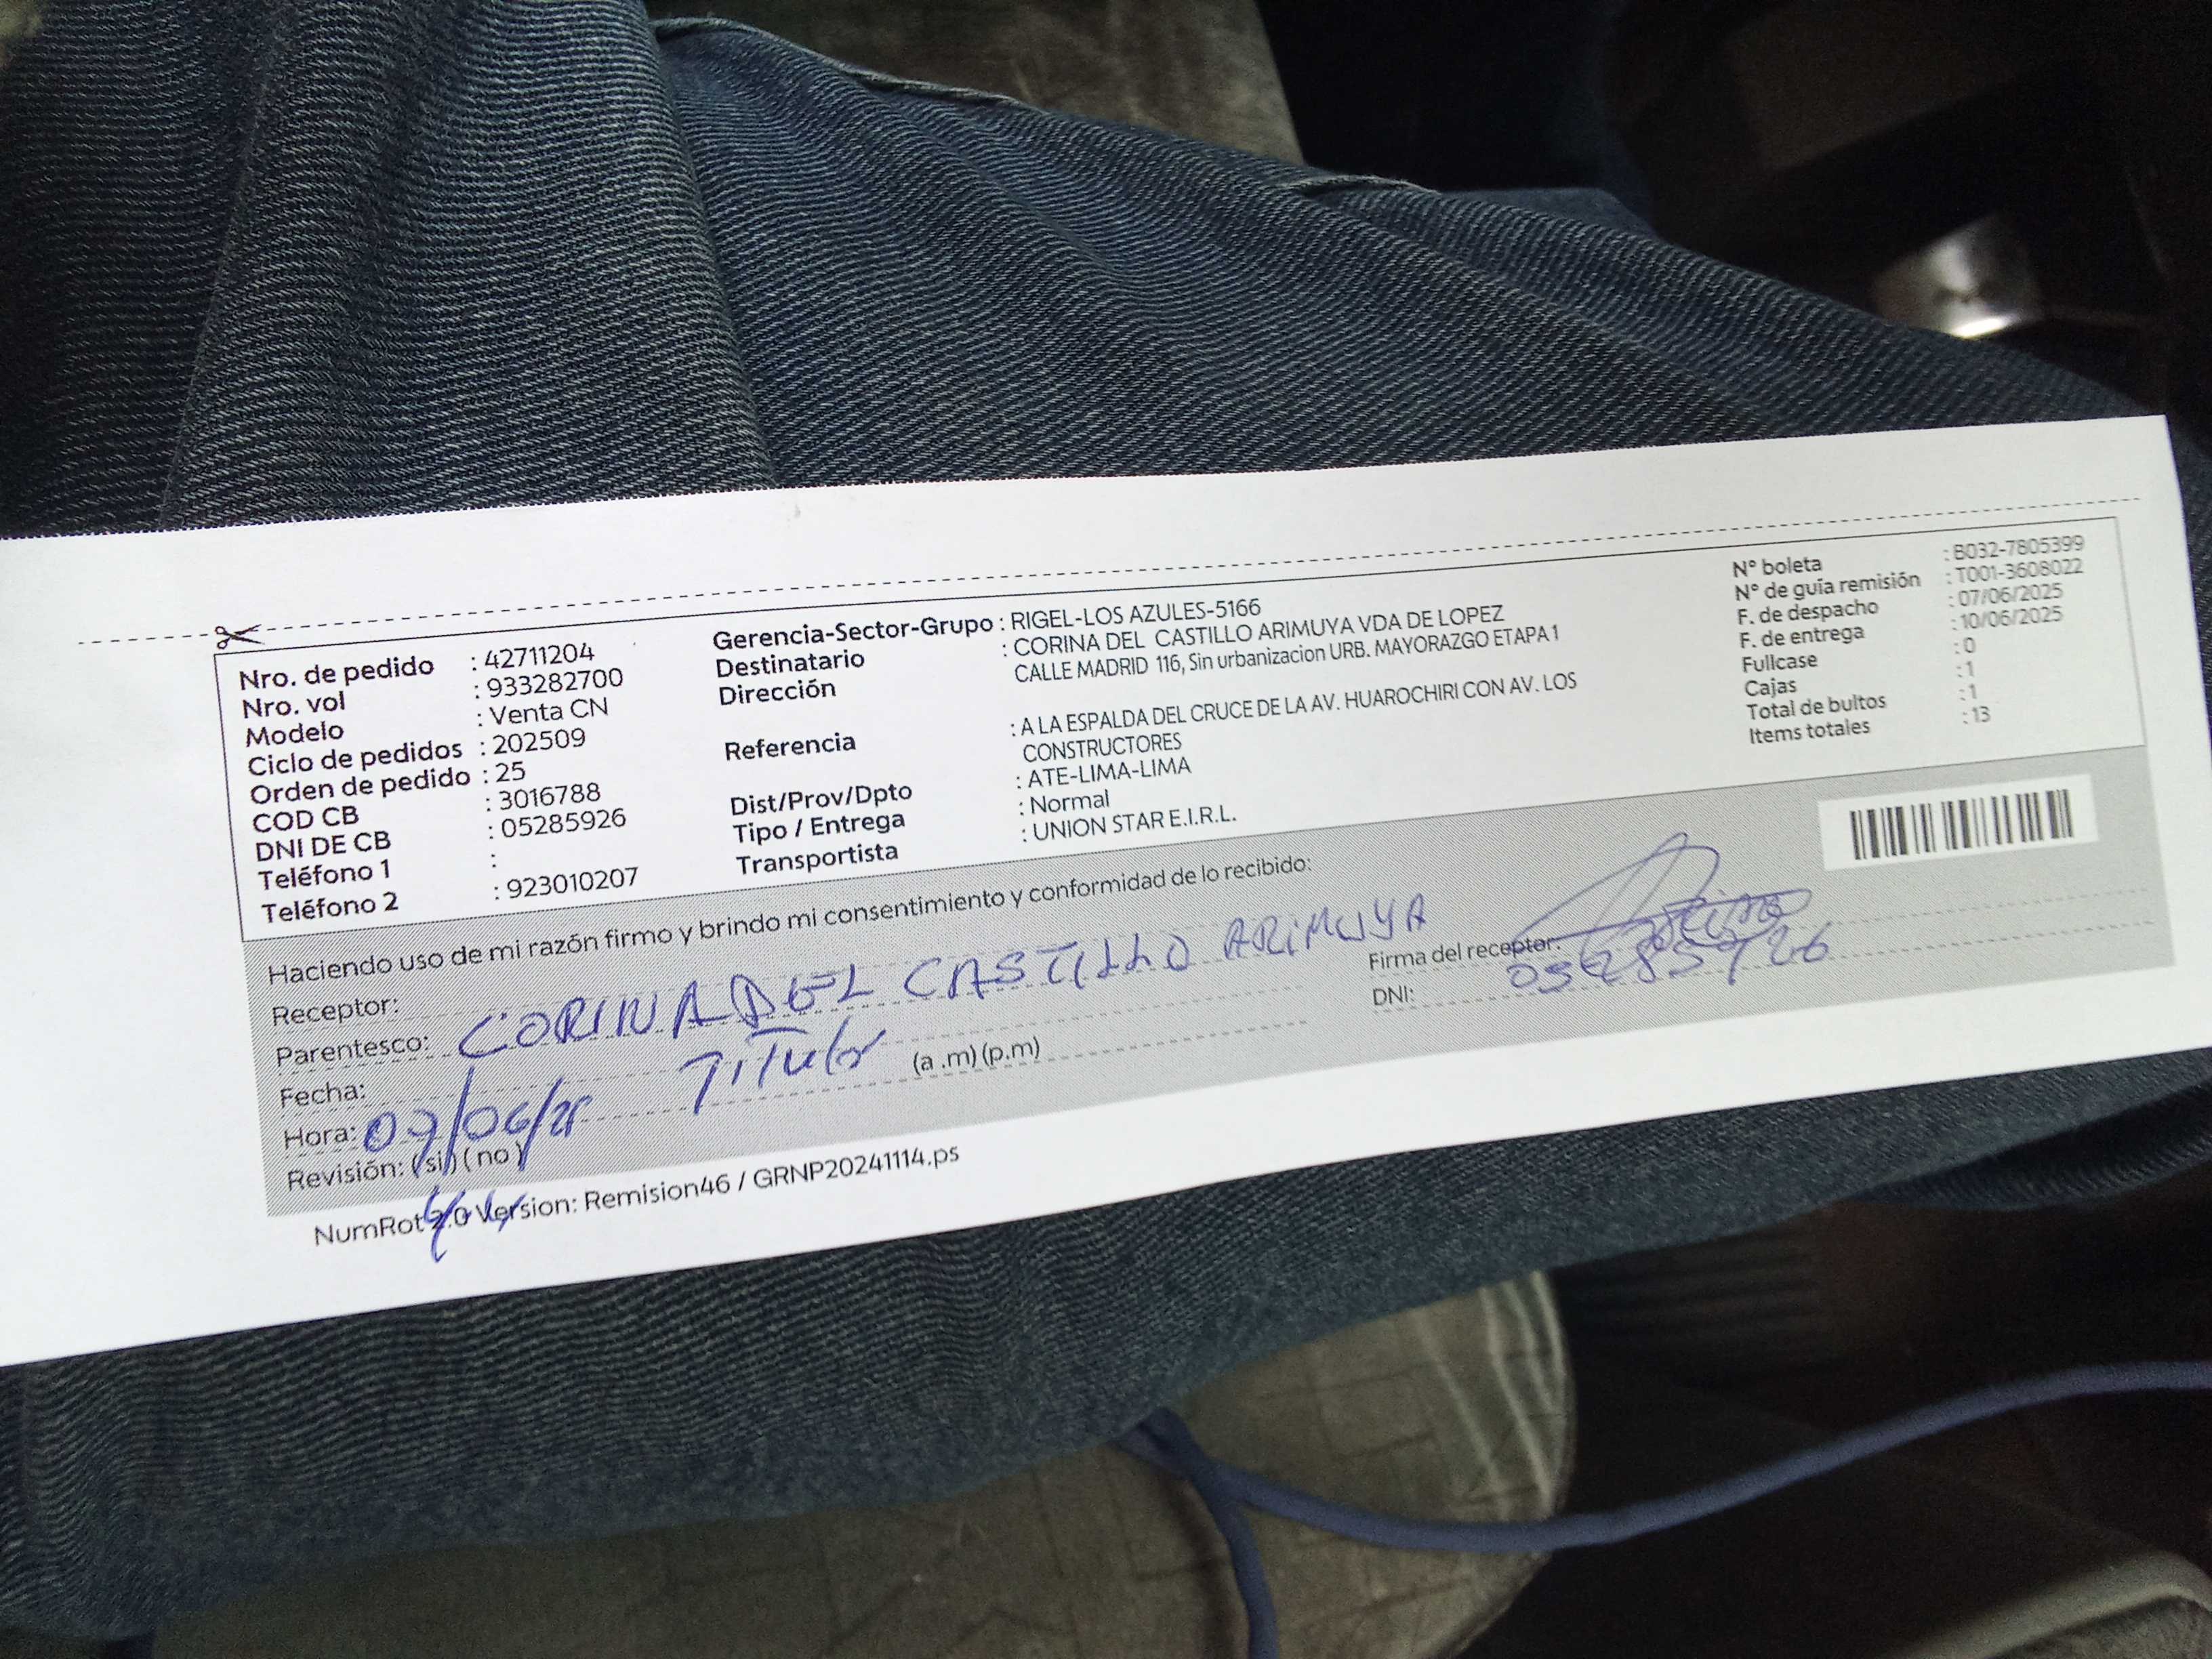 Nro. de pedido : 42711204
Nro. vol : 933282700
Modelo : Venta CN
Ciclo de pedidos : 202509
Orden de pedido : 25
COD CB : 3016788
DNI DE CB : 05285926
Teléfono 1 :
Teléfono 2 : 923010207
Gerencia-Sector-Grupo : RIGEL-LOS AZULES-5166
Destinatario : CORINA DEL CASTILLO ARIMUYA VDA DE LOPEZ
Dirección CALLE MADRID 116, Sin urbanizacion URB. MAYORAZGO ETAPA 1
Referencia : A LA ESPALDA DEL CRUCE DE LA AV. HUAROCHIRI CON AV. LOS
CONSTRUCTORES
Dist/Prov/Dpto : ATE-LIMA-LIMA
Tipo / Entrega : Normal
Transportista : UNION STAR E.I.R.L.
N° boleta : B032-7805399
N° de guía remisión : T001-3608022
F. de despacho : 07/06/2025
F. de entrega : 10/06/2025
Fullcase : 0
Cajas : 1
Total de bultos : 1
Items totales : 13
Haciendo uso de mi razón firmo y brindo mi consentimiento y conformidad de lo recibido:
Receptor: CORINA DEL CASTILLO ARIMUYA
Parentesco: Titular
Fecha: 09/06/25
Hora: (a .m) (p.m)
Revisión: (si) (no)
Firma del receptor:
DNI: 05285926
NumRot 2.0 Version: Remision46 / GRNP20241114.ps